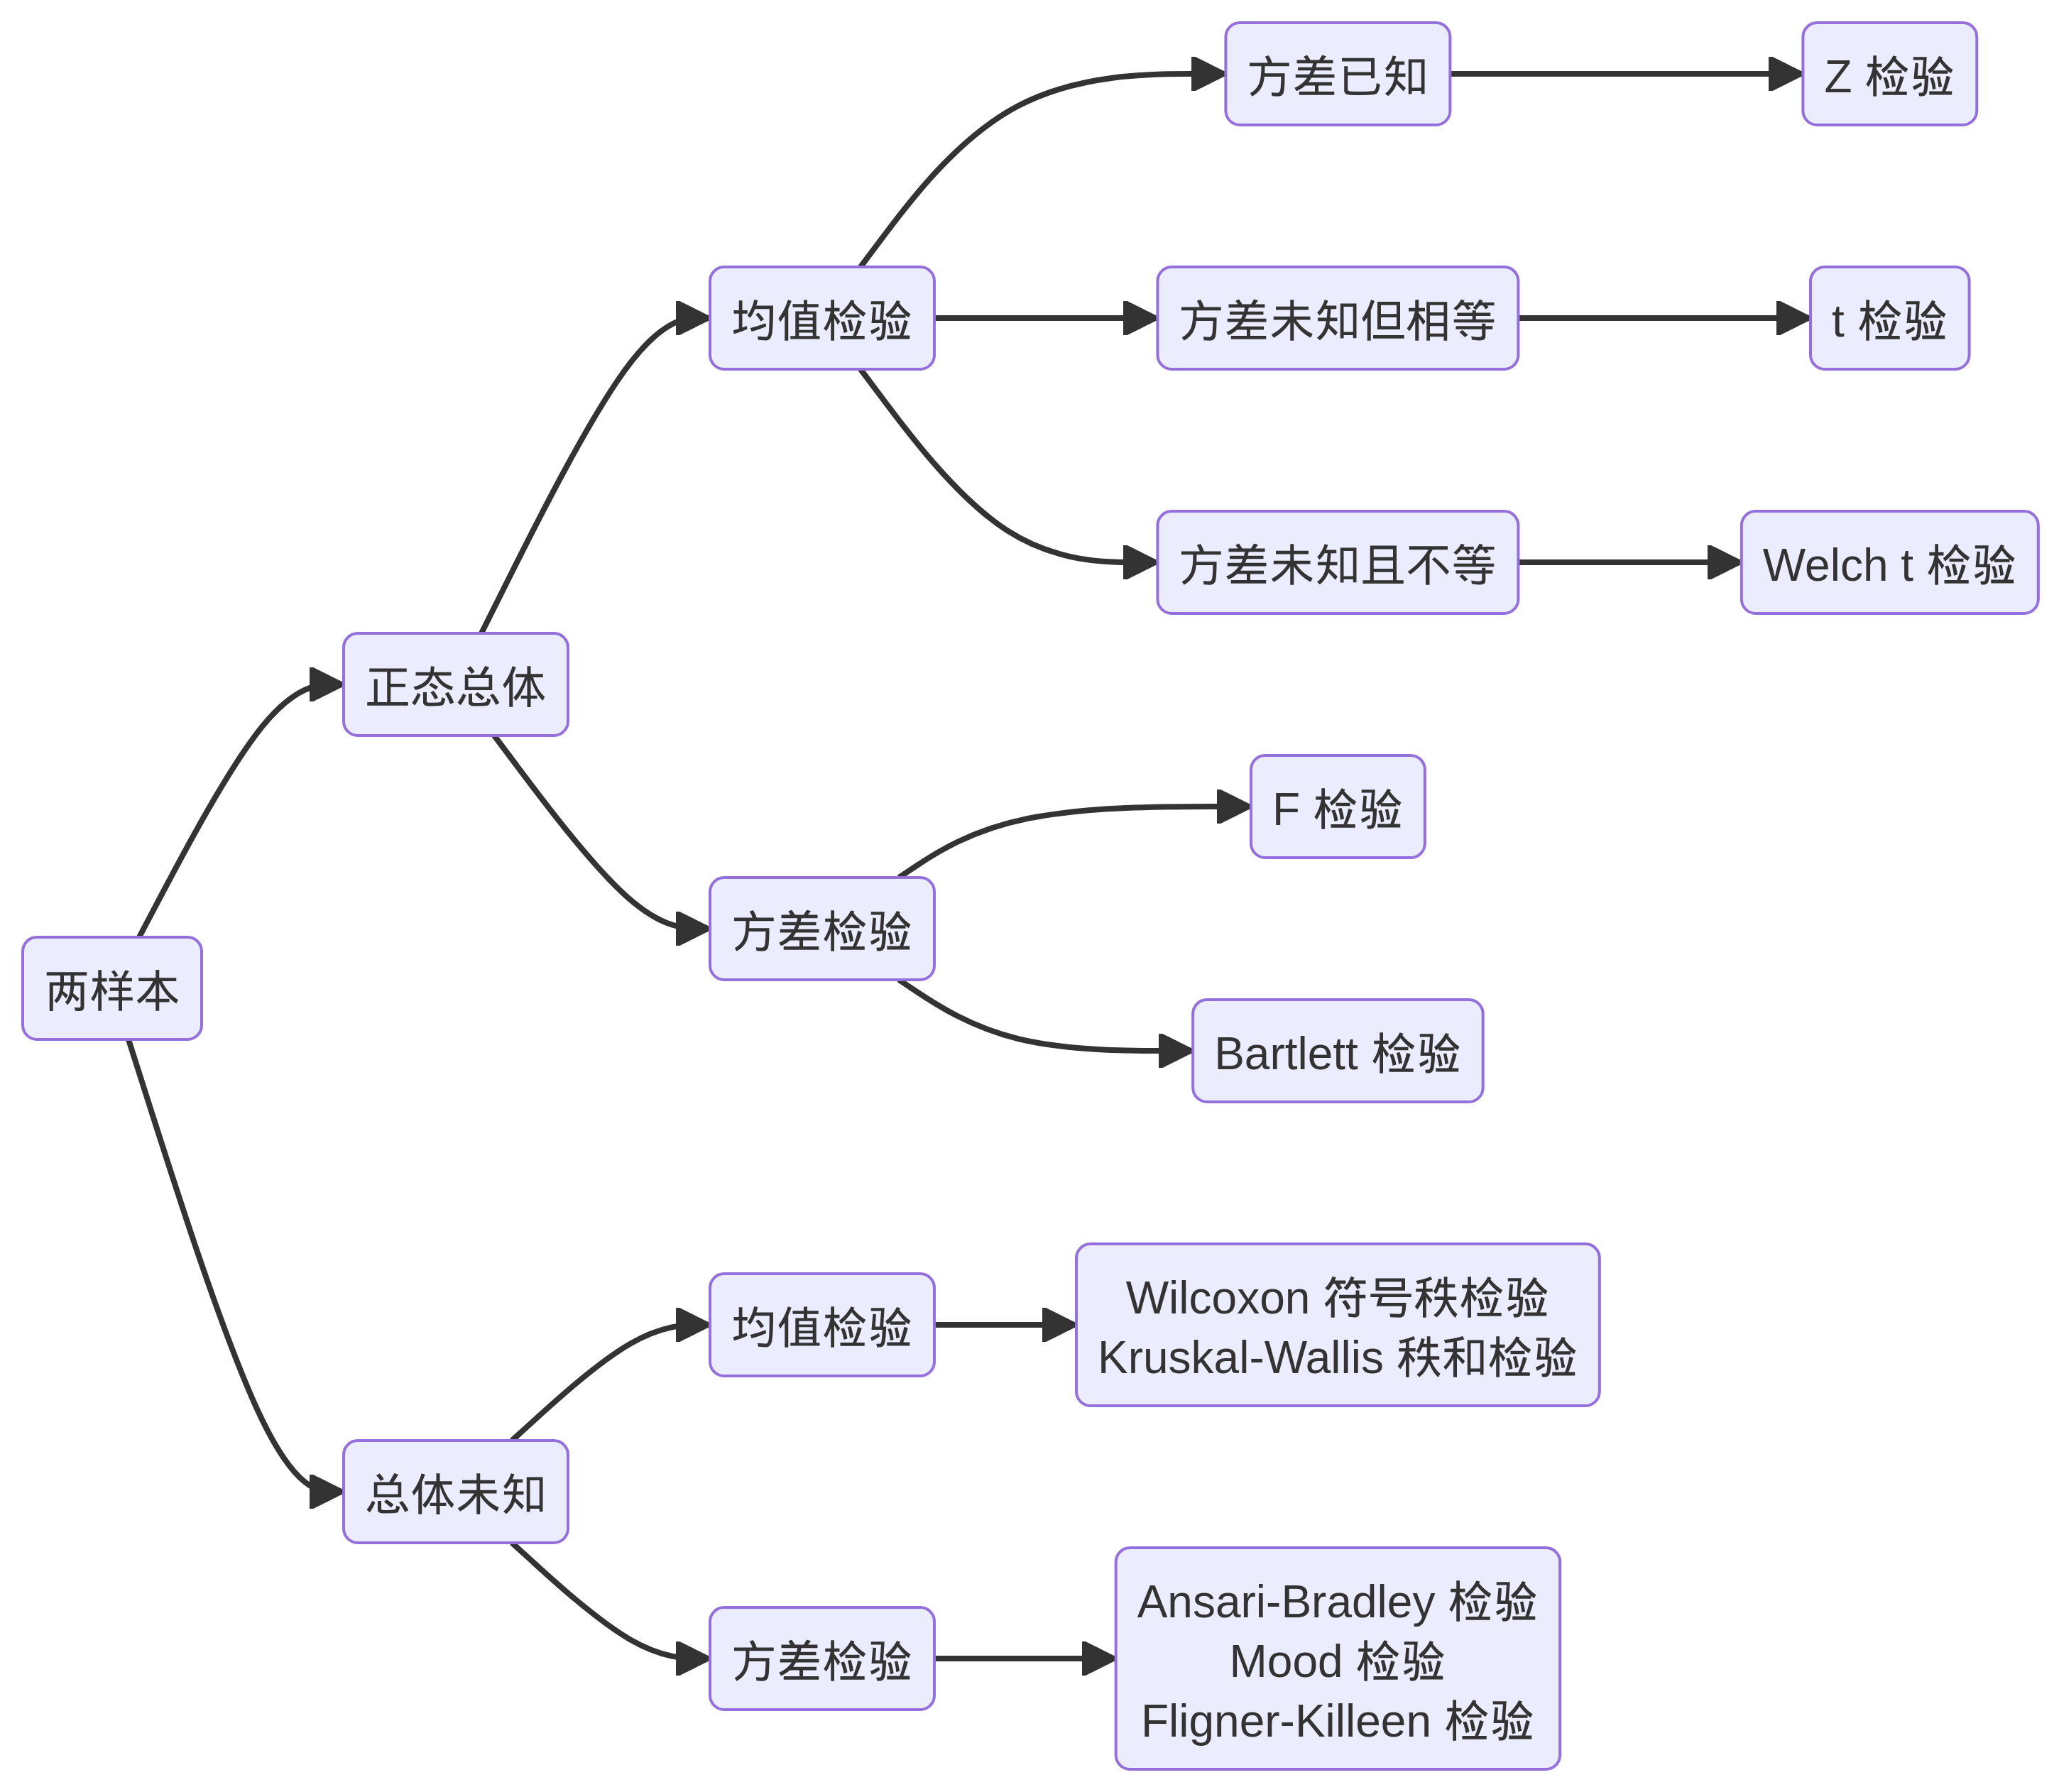 方差已知
Z 检验
均值检验
方差未知但相等
t 检验
方差未知且不等
Welch t 检验
正态总体
F 检验
方差检验
两样本
Bartlett 检验
均值检验
Wilcoxon 符号秩检验
Kruskal-Wallis 秩和检验
总体未知
方差检验
Ansari-Bradley 检验
Mood 检验
Fligner-Killeen 检验